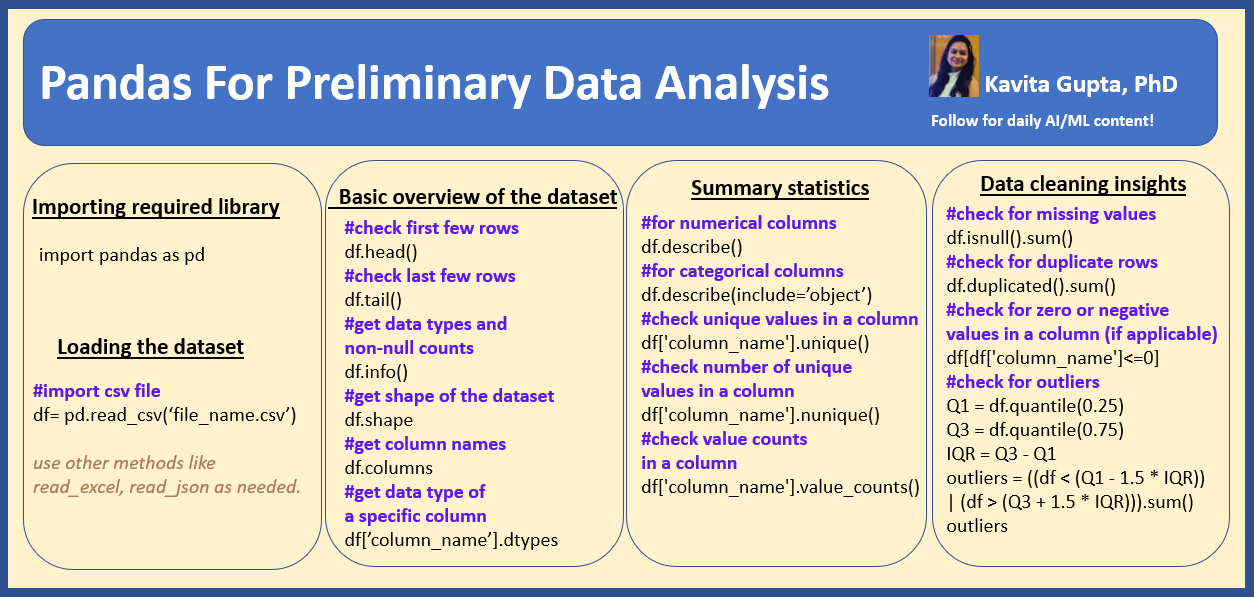 Pandas For Preliminary Data Analysis
Kavita Gupta, PhD
Follow for daily AI/ML content!
Importing required library
import pandas as pd
Loading the dataset
#import csv file
df= pd.read_csv(‘file_name.csv’)
use other methods like
read_excel, read_json as needed.
Basic overview of the dataset
#check first few rows
df.head()
#check last few rows
df.tail()
#get data types and
non-null counts
df.info()
#get shape of the dataset
df.shape
#get column names
df.columns
#get data type of
a specific column
df[’column_name’].dtypes
Summary statistics
#for numerical columns
df.describe()
#for categorical columns
df.describe(include=’object’)
#check unique values in a column
df['column_name'].unique()
#check number of unique
values in a column
df['column_name'].nunique()
#check value counts
in a column
df['column_name'].value_counts()
Data cleaning insights
#check for missing values
df.isnull().sum()
#check for duplicate rows
df.duplicated().sum()
#check for zero or negative
values in a column (if applicable)
df[df['column_name']<=0]
#check for outliers
Q1 = df.quantile(0.25)
Q3 = df.quantile(0.75)
IQR = Q3 - Q1
outliers = ((df < (Q1 - 1.5 * IQR))
| (df > (Q3 + 1.5 * IQR))).sum()
outliers